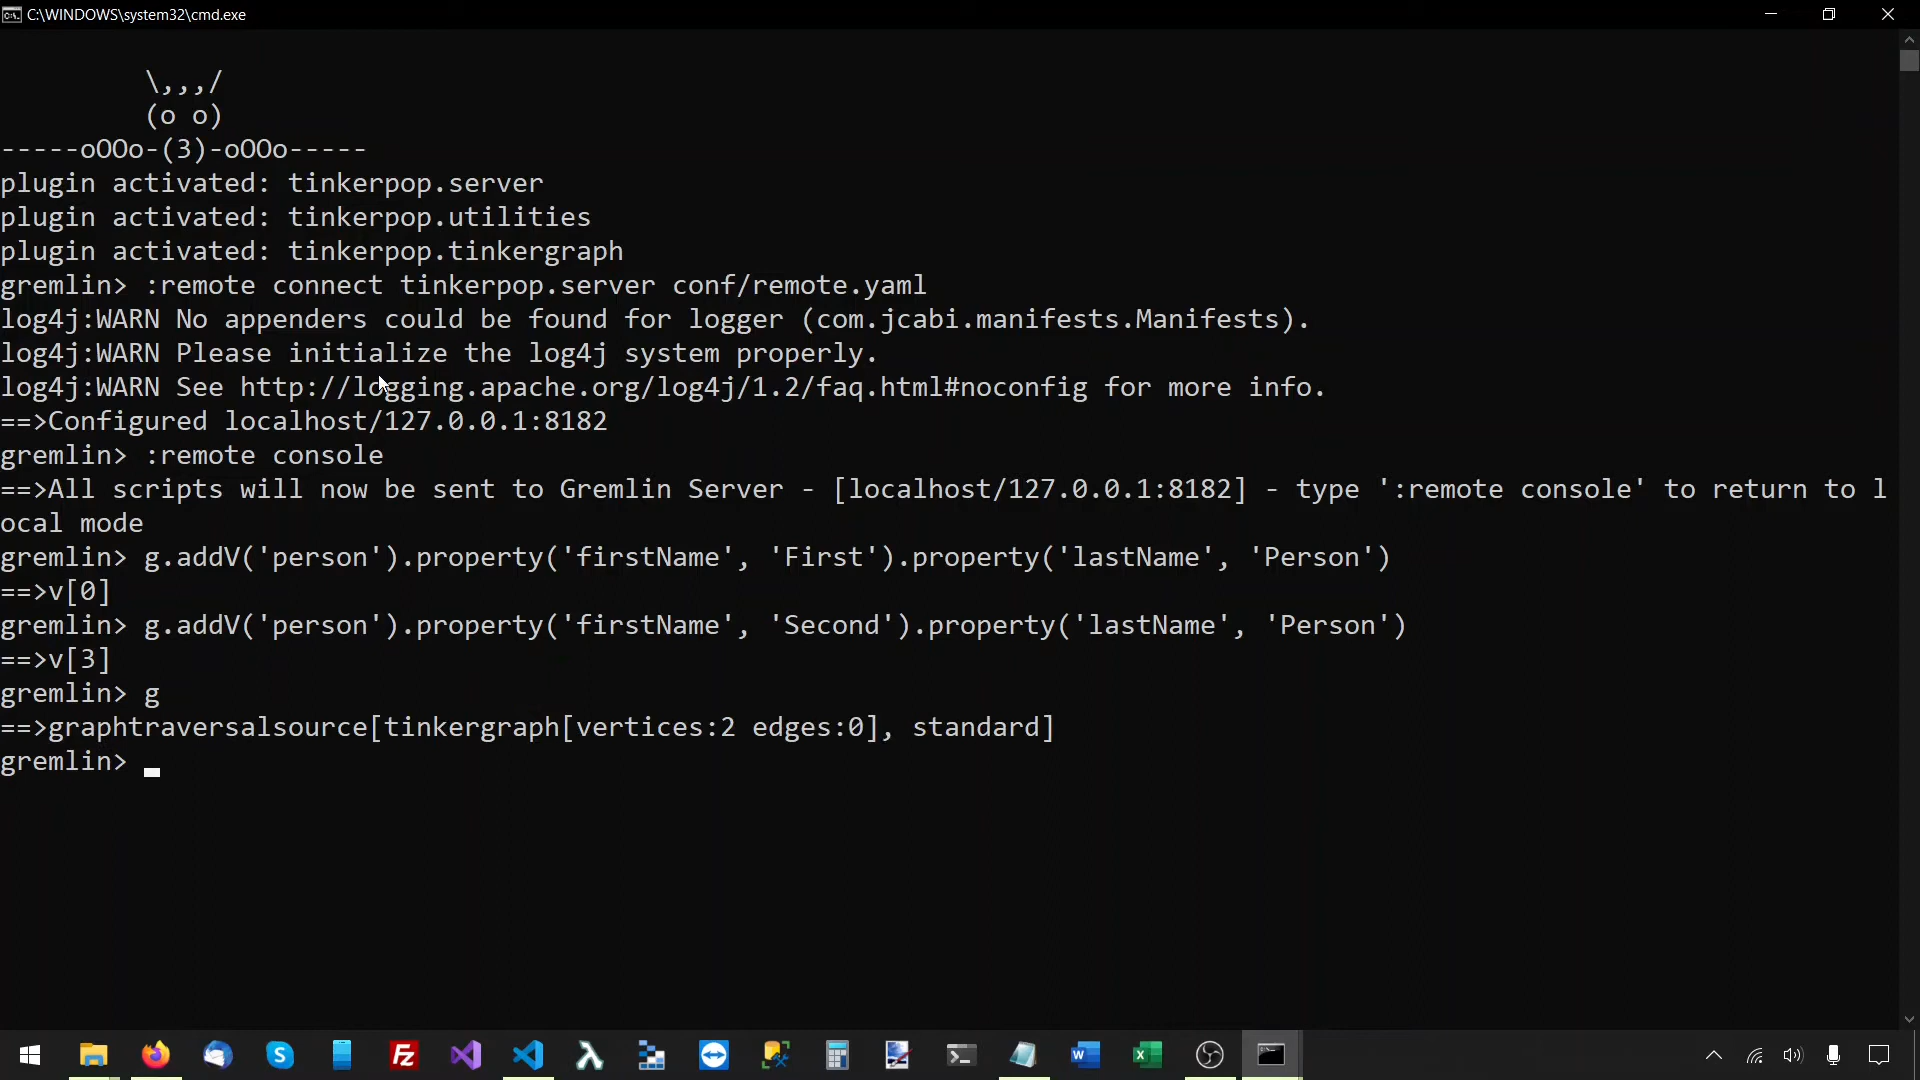 C:\WINDOWS\system32\cmd.exe
\,,,/
(o o)
-----oOOo-(3)-oOOo-----
plugin activated: tinkerpop.server
plugin activated: tinkerpop.utilities
plugin activated: tinkerpop.tinkergraph
gremlin> :remote connect tinkerpop.server conf/remote.yaml
log4j:WARN No appenders could be found for logger (com.jcabi.manifests.Manifests).
log4j:WARN Please initialize the log4j system properly.
log4j:WARN See http://logging.apache.org/log4j/1.2/faq.html#noconfig for more info.
==>Configured localhost/127.0.0.1:8182
gremlin> :remote console
==>All scripts will now be sent to Gremlin Server - [localhost/127.0.0.1:8182] - type ':remote console' to return to l
ocal mode
gremlin> g.addV('person').property('firstName', 'First').property('lastName', 'Person')
==>v[0]
gremlin> g.addV('person').property('firstName', 'Second').property('lastName', 'Person')
==>v[3]
gremlin> g
==>graphtraversalsource[tinkergraph[vertices:2 edges:0], standard]
gremlin>